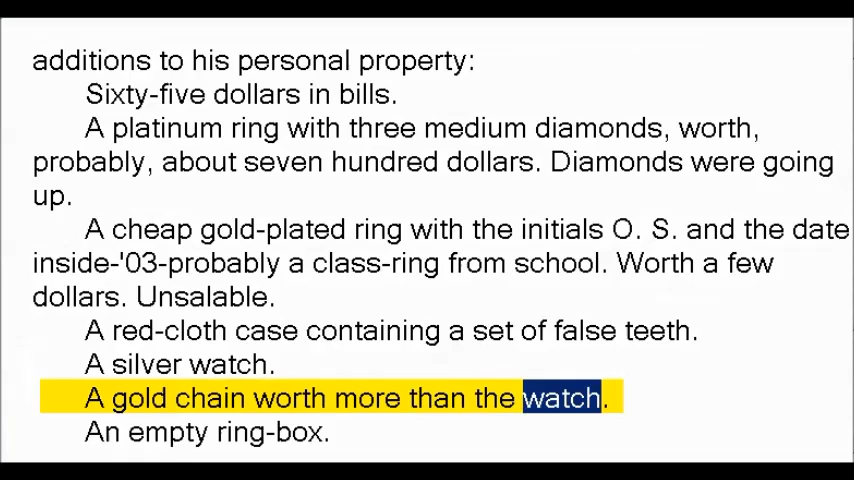 additions to his personal property:
Sixty-five dollars in bills.
A platinum ring with three medium diamonds, worth,
probably, about seven hundred dollars. Diamonds were going
up.
A cheap gold-plated ring with the initials O. S. and the date
inside-'03-probably a class-ring from school. Worth a few
dollars. Unsalable.
A red-cloth case containing a set of false teeth.
A silver watch.
A gold chain worth more than the watch.
An empty ring-box.